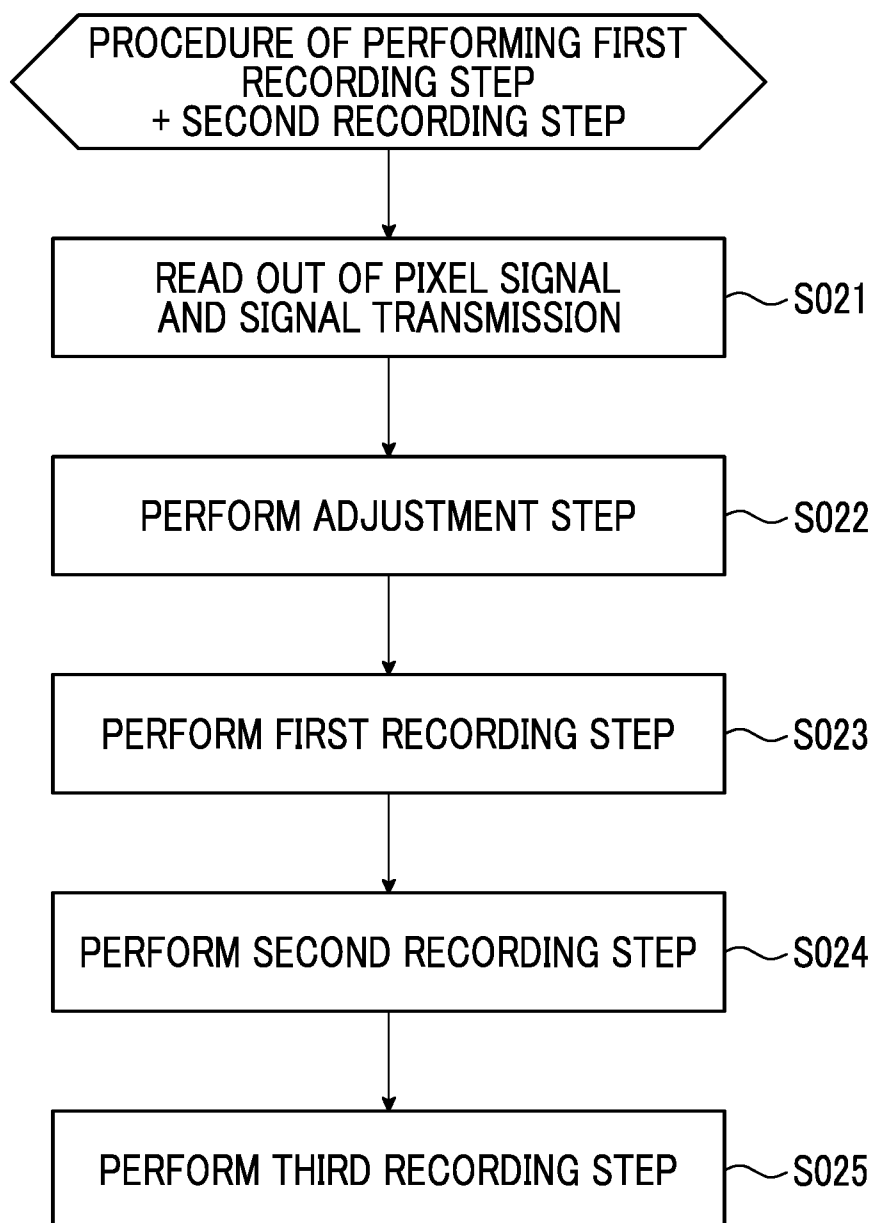 PROCEDURE OF PERFORMING FIRST
RECORDING STEP
+ SECOND RECORDING STEP
READ OUT OF PIXEL SIGNAL
AND SIGNAL TRANSMISSION
S021
PERFORM ADJUSTMENT STEP
S022
PERFORM FIRST RECORDING STEP
S023
PERFORM SECOND RECORDING STEP
S024
PERFORM THIRD RECORDING STEP
S025